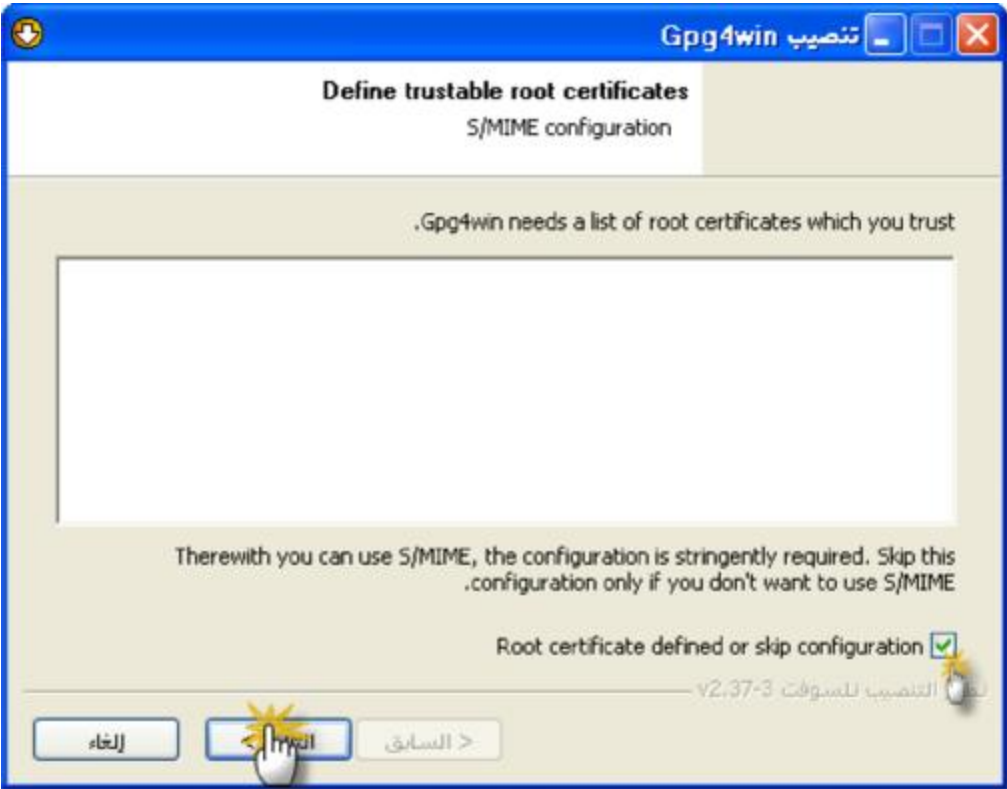 تنصيب Gpg4win
Define trustable root certificates
S/MIME configuration
.Gpg4win needs a list of root certificates which you trust
Therewith you can use S/MIME, the configuration is stringently required. Skip this
.configuration only if you don't want to use S/MIME
Root certificate defined or skip configuration
التنصيب للسوفت v2.37-3
< السابق
>
إلغاء